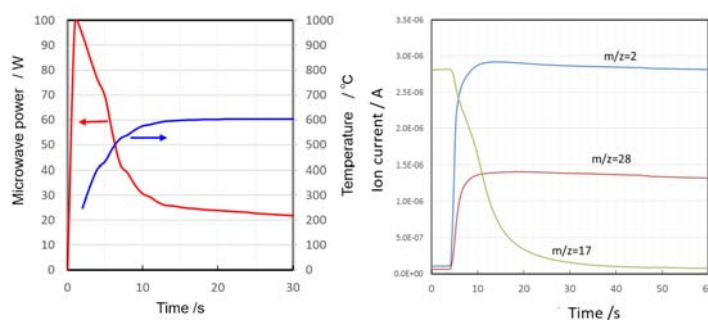 100
90
80
70
60
50
40
30
20
10
0
Microwave power / W
1000
900
800
700
600
500
400
300
200
100
0
Temperature / °C
0
10
20
30
Time /s
3.5E-06
3.0E-06
2.5E-06
2.0E-06
1.5E-06
1.0E-06
5.0E-07
0.0E+00
Ion current / A
m/z=2
m/z=28
m/z=17
0
10
20
30
40
50
60
Time /s